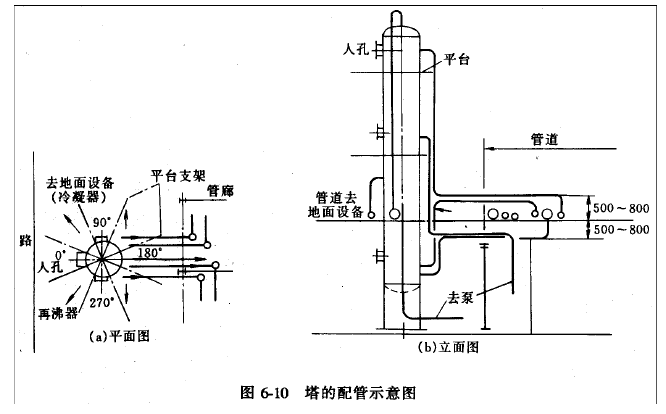 人孔
平台
管道
去地面设备
(冷凝器)
平台支架
管廊
90°
路
0°
180°
人孔
270°
再沸器
(a)平面图
管道去
地面设备
500～800
500～800
去泵
(b)立面图
图 6-10 塔的配管示意图